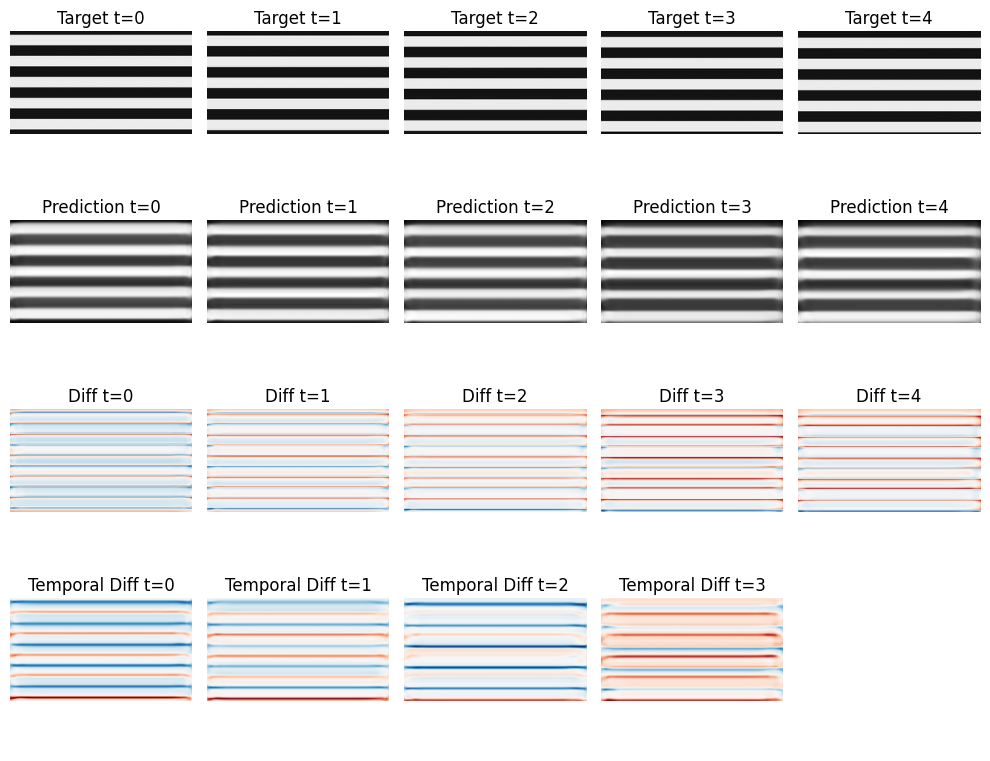 Target t=0 Target t=1 Target t=2 Target t=3 Target t=4
Prediction t=0 Prediction t=1 Prediction t=2 Prediction t=3 Prediction t=4
Diff t=0 Diff t=1 Diff t=2 Diff t=3 Diff t=4
Temporal Diff t=0 Temporal Diff t=1 Temporal Diff t=2 Temporal Diff t=3